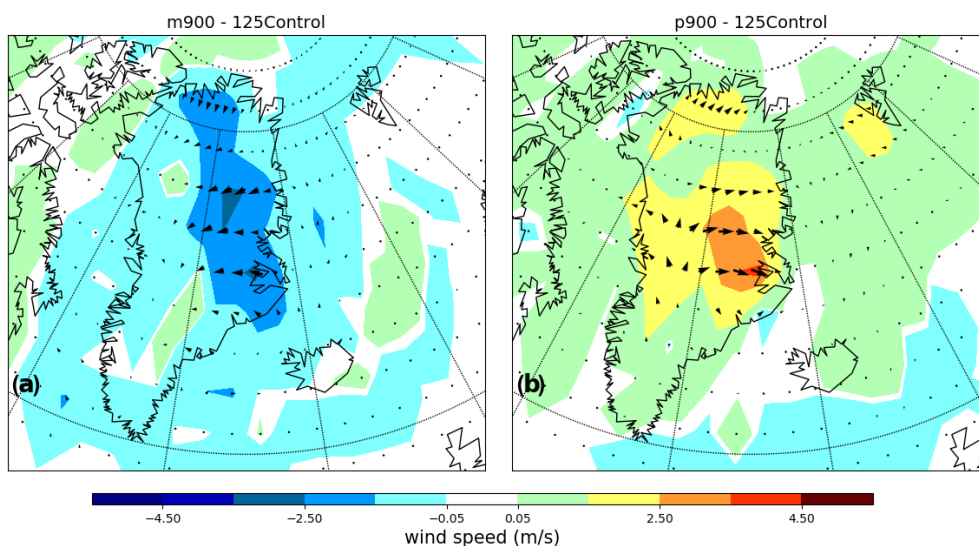 m900 - 125Control
p900 - 125Control
(a)
(b)
−4.50 −2.50 −0.05 0.05 2.50 4.50
wind speed (m/s)